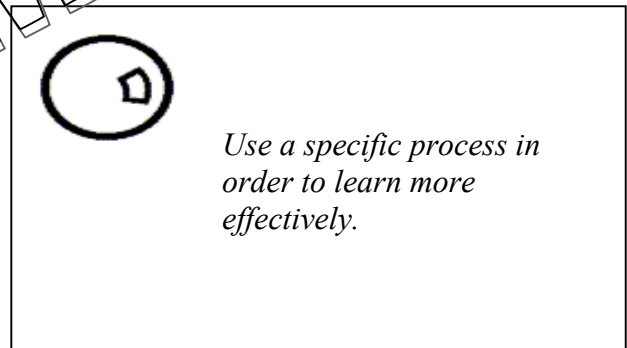 Use a specific process in
order to learn more
effectively.